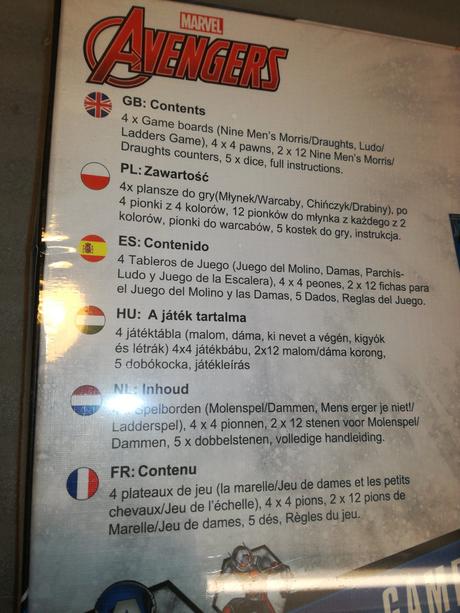 MARVEL
AVENGERS
GB: Contents
4 x Game boards (Nine Men's Morris/Draughts, Ludo/
Ladders Game), 4 x 4 pawns, 2 x 12 Nine Men's Morris/
Draughts counters, 5 x dice, full instructions.
PL: Zawartość
4x plansze do gry(Młynek/Warcaby, Chińczyk/Drabiny), po
4 pionki z 4 kolorów, 12 pionków do młynka z każdego z 2
kolorów, pionki do warcabów, 5 kostek do gry, instrukcja.
ES: Contenido
4 Tableros de Juego (Juego del Molino, Damas, Parchis-
Ludo y Juego de la Escalera), 4 x 4 peones, 2 x 12 fichas para
el Juego del Molino y las Damas, 5 Dados, Reglas del Juego.
HU: A játék tartalma
4 játéktábla (malom, dáma, ki nevet a végén, kigyók
és létrák) 4x4 játékbábu, 2x12 malom/dáma korong,
5 dobókocka, játékleírás
NL: Inhoud
Spelborden (Molenspel/Dammen, Mens erger je niet!/
Ladderspel), 4 x 4 pionnen, 2 x 12 stenen voor Molenspel/
Dammen, 5 x dobbelstenen, volledige handleiding.
FR: Contenu
4 plateaux de jeu (la marelle/Jeu de dames et les petits
chevaux/Jeu de l'échelle), 4 x 4 pions, 2 x 12 pions de
Marelle/Jeu de dames, 5 dés, Règles du jeu.
GAME